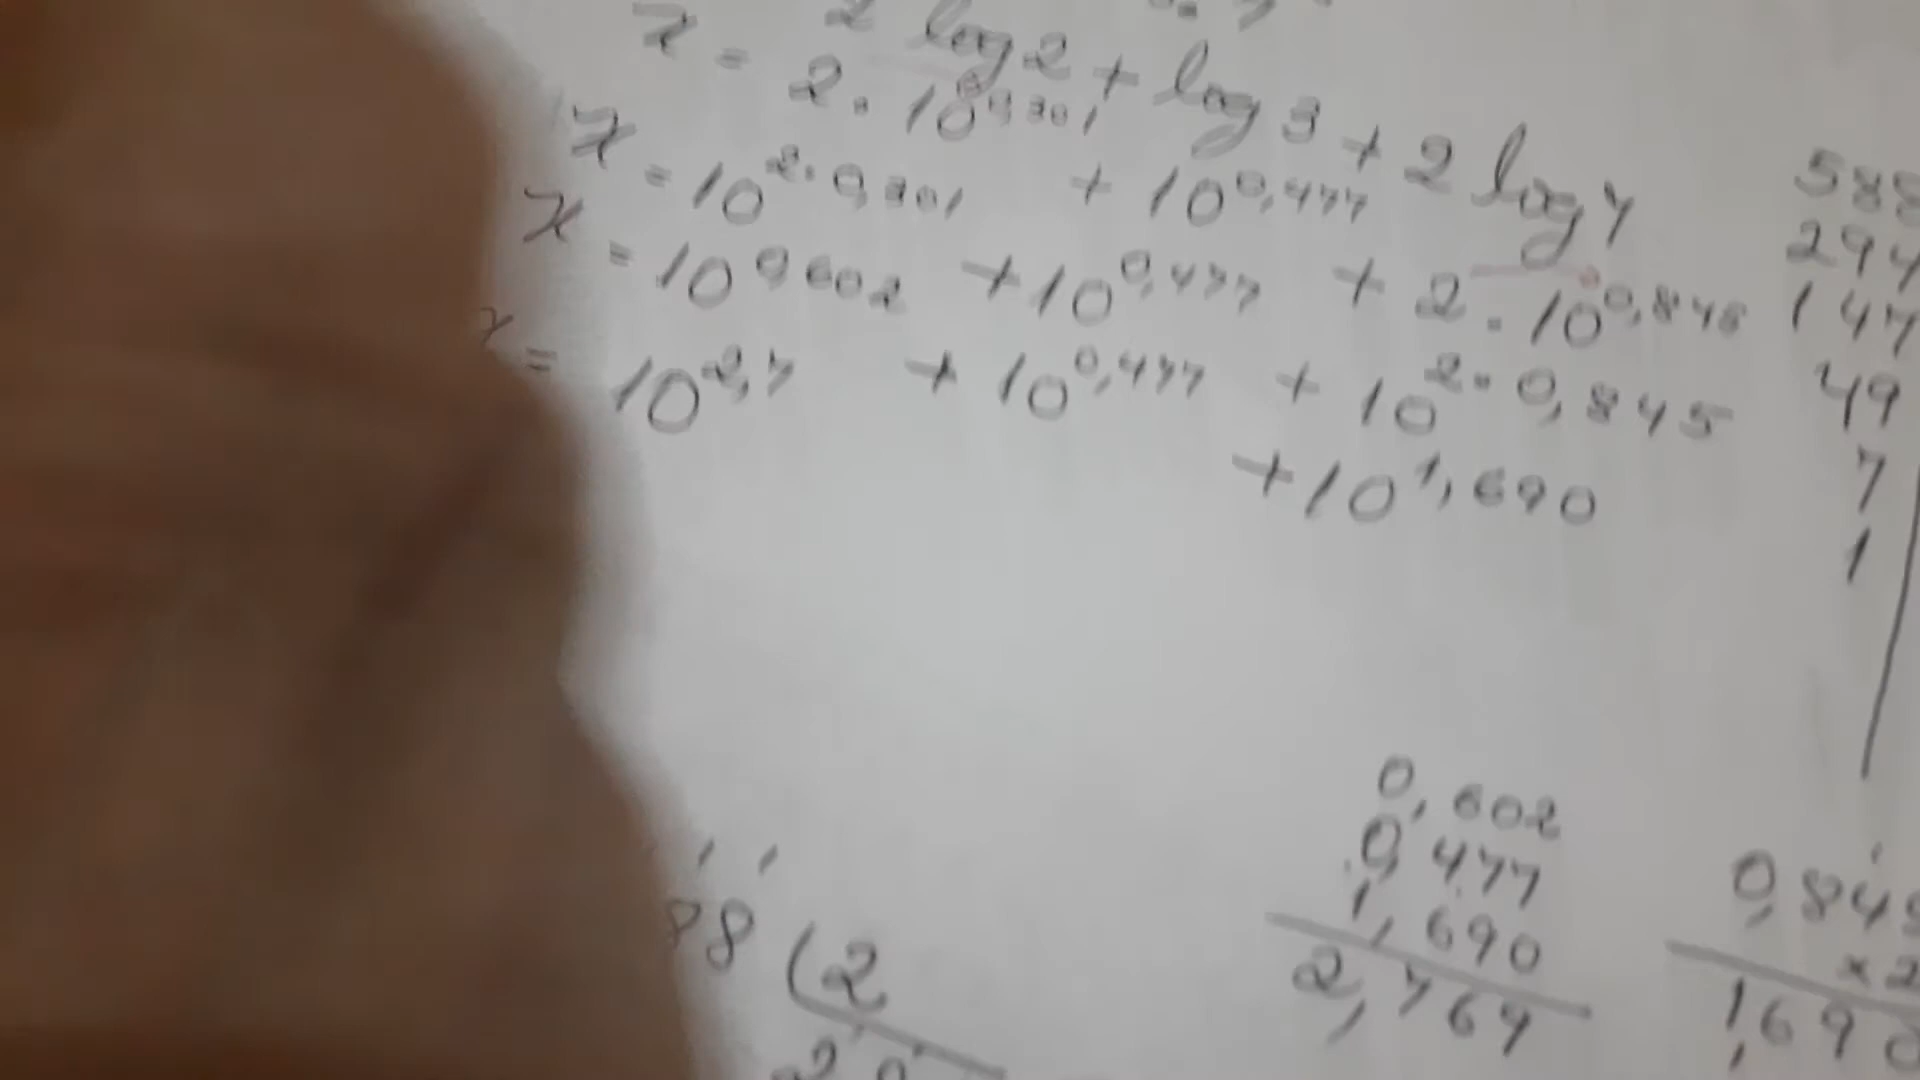 x = 2 log 2 + log 3 + 2 log 7
x = 2 . 10^0,301 + 10^0,477 + 2 . 10^0,845
x = 10^2.0,301 + 10^0,477 + 10^2.0,845
x = 10^0,602 + 10^0,477 + 10^1,690
= 10^2,7
588
294
147
49
7
1
0,602
0,477
1,690
2,769
0,845
x 2
1,690
88 (2